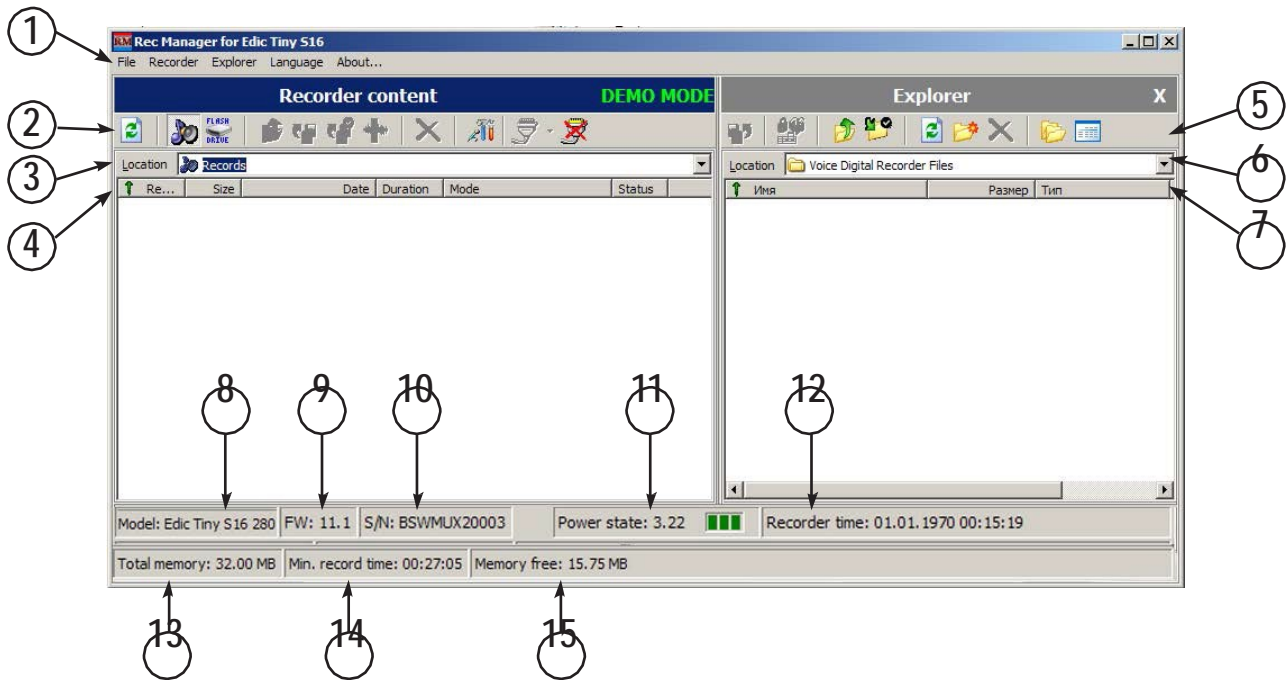 1
Rec Manager for Edic Tiny S16
File Recorder Explorer Language About...
Recorder content DEMO MODE Explorer X
2 FLASH DRIVE 5
3 Location Records Location Voice Digital Recorder Files 6
4 Re... Size Date Duration Mode Status Имя Размер Тип 7
8 9 10 11 12
Model: Edic Tiny S16 280 FW: 11.1 S/N: BSWMUX20003 Power state: 3.22 Recorder time: 01.01.1970 00:15:19
Total memory: 32.00 MB Min. record time: 00:27:05 Memory free: 15.75 MB
13 14 15